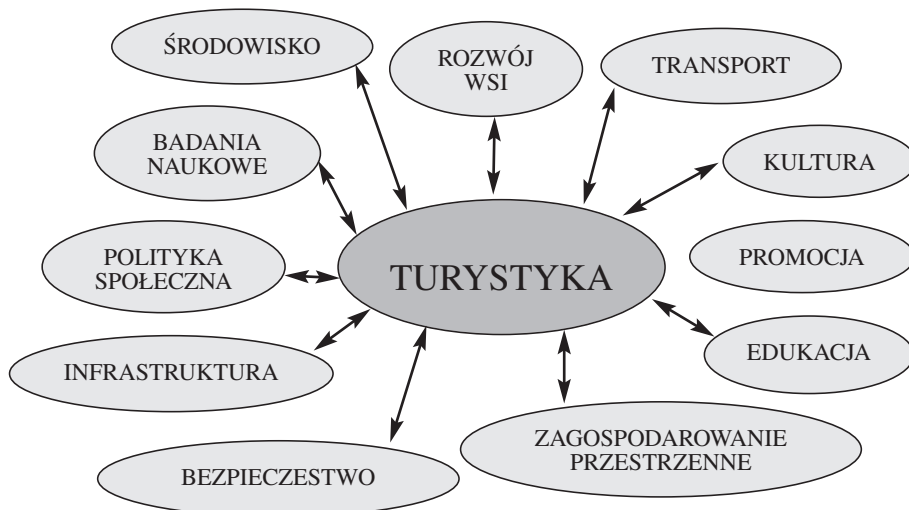 ŚRODOWISKO
ROZWÓJ
WSI
TRANSPORT
BADANIA
NAUKOWE
KULTURA
POLITYKA
SPOŁECZNA
TURYSTYKA
PROMOCJA
INFRASTRUKTURA
EDUKACJA
BEZPIECZESTWO
ZAGOSPODAROWANIE
PRZESTRZENNE